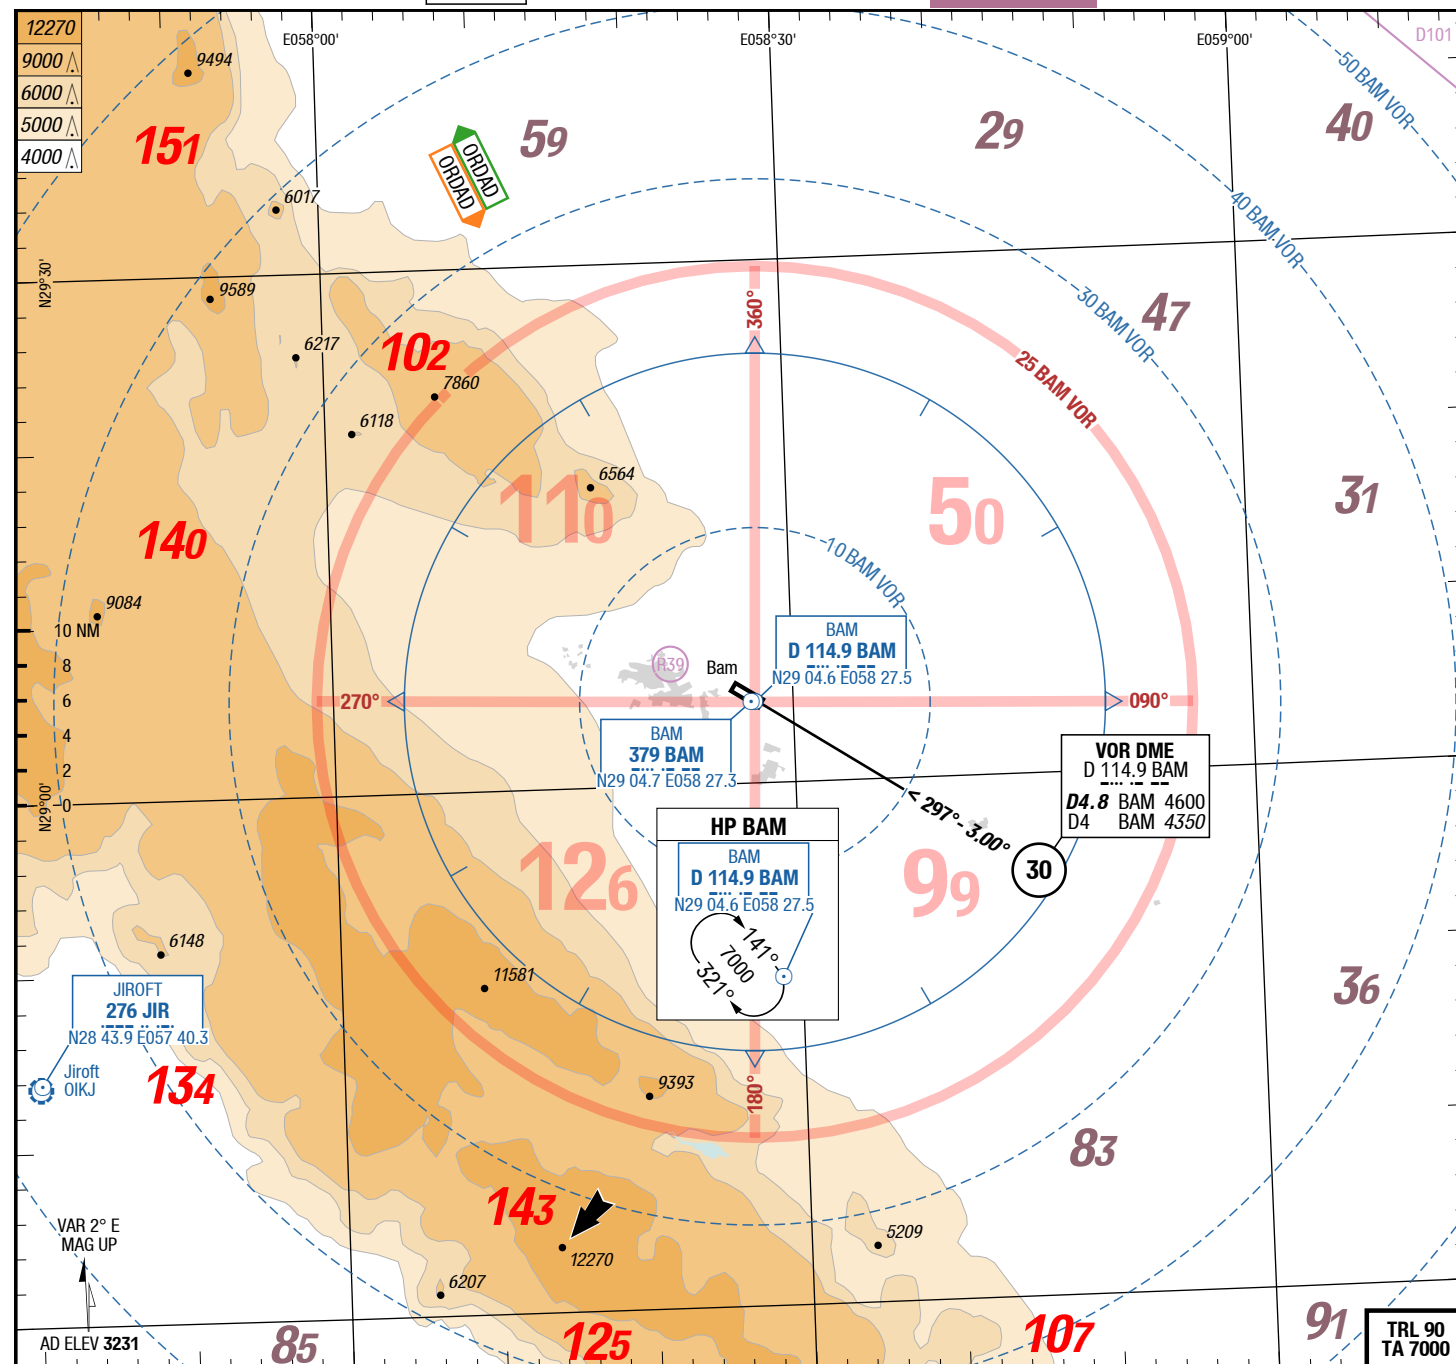 12270
9000
6000
5000
4000
E058°00'
E058°30'
E059°00'
D101
50 BAM VOR
9494
151
59
29
40
ORDAD
ORDAD
6017
40 BAM VOR
N29°30'
9589
360°
30 BAM VOR
47
6217
102
25 BAM VOR
7860
6118
6564
110
50
31
140
10 BAM VOR
9084
10 NM
8
6
4
2
0
N29°00'
R39
Bam
BAM
D 114.9 BAM
N29 04.6 E058 27.5
270°
090°
BAM
379 BAM
N29 04.7 E058 27.3
VOR DME
D 114.9 BAM
D4.8 BAM 4600
D4 BAM 4350
< 297°- 3.00°
30
HP BAM
BAM
D 114.9 BAM
N29 04.6 E058 27.5
141°
7000
321°
126
99
6148
11581
36
JIROFT
276 JIR
N28 43.9 E057 40.3
Jiroft
OIKJ
134
9393
180°
83
143
12270
5209
VAR 2° E
MAG UP
6207
AD ELEV 3231
85
125
107
91
TRL 90
TA 7000